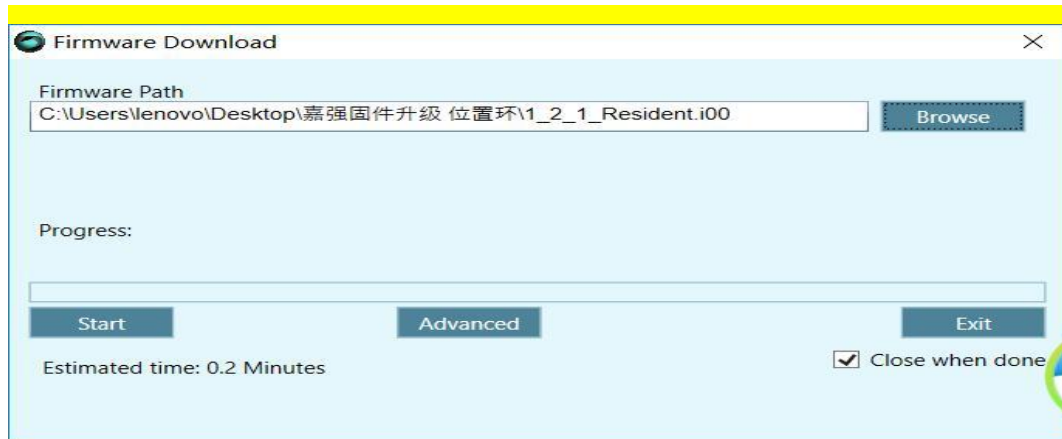 Firmware Download
Firmware Path
C:\Users\lenovo\Desktop\嘉强固件升级 位置环\1_2_1_Resident.i00
Browse
Progress:
Start
Advanced
Exit
Estimated time: 0.2 Minutes
Close when done